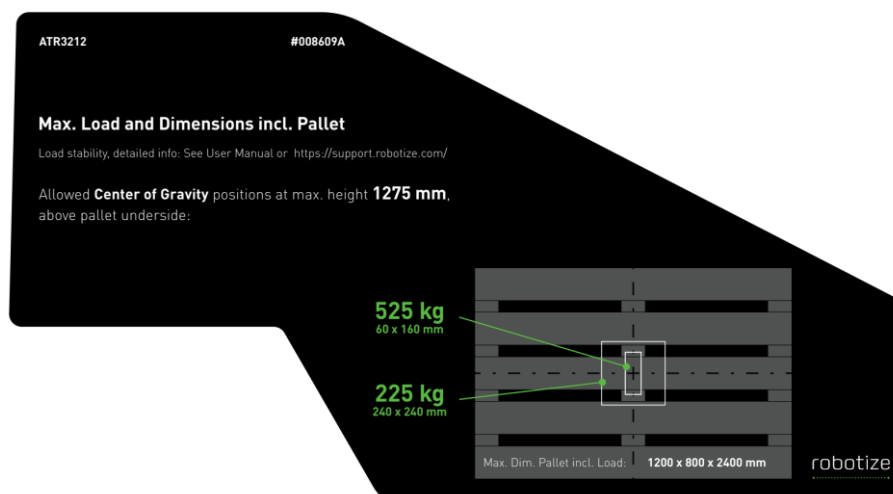 ATR3212 #008609A
Max. Load and Dimensions incl. Pallet
Load stability, detailed info: See User Manual or https://support.robotize.com/
Allowed Center of Gravity positions at max. height 1275 mm,
above pallet underside:
525 kg
60 x 160 mm
225 kg
240 x 240 mm
Max. Dim. Pallet incl. Load: 1200 x 800 x 2400 mm
robotize